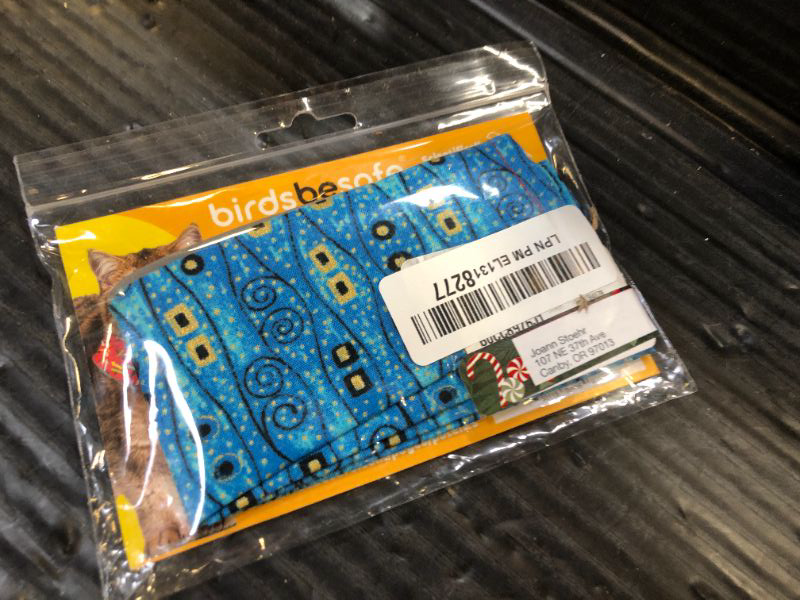 birdsbesafe®
LPN PM EL1318277
Joann Stoehr
107 NE 37th Ave
Canby, OR 97013